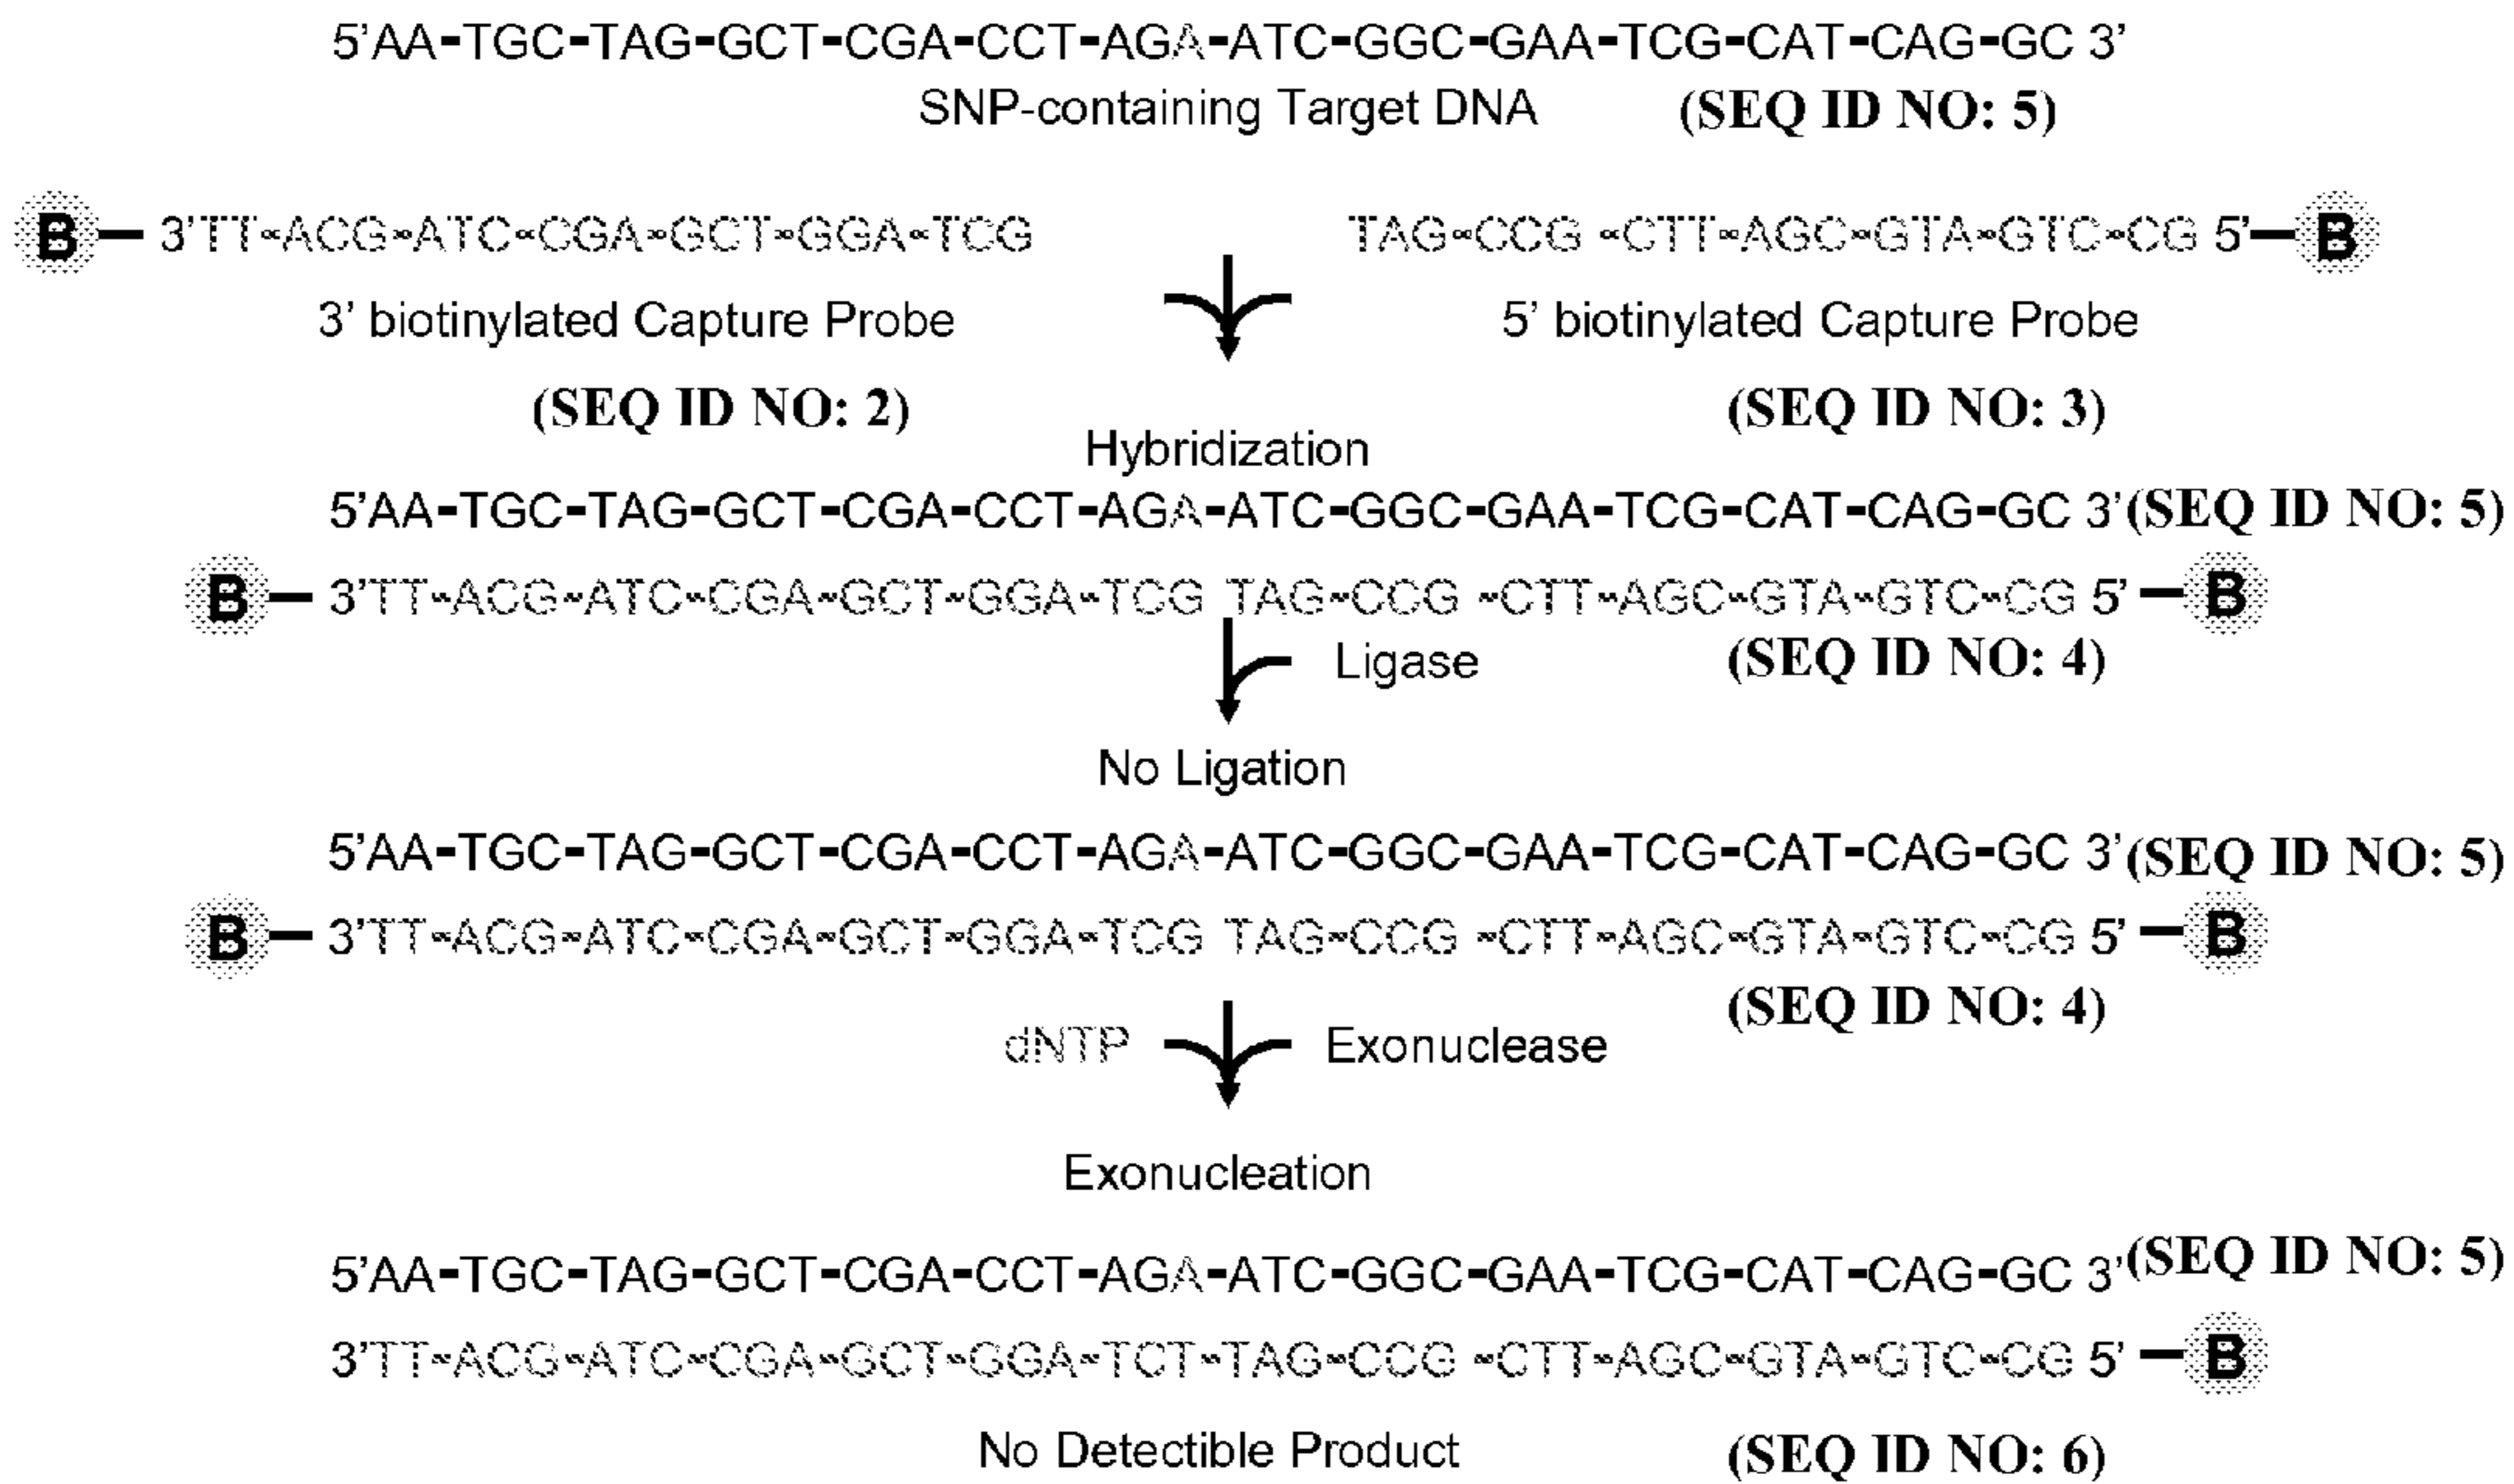 5’AA-TGC-TAG-GCT-CGA-CCT-AGA-ATC-GGC-GAA-TCG-CAT-CAG-GC 3’
SNP-containing Target DNA (SEQ ID NO: 5)
B — 3’TT-ACG-ATC-CGA-GCT-GGA-TCG TAG-CCG -CTT-AGC-GTA-GTC-CG 5’— B
3’ biotinylated Capture Probe 5’ biotinylated Capture Probe
(SEQ ID NO: 2) (SEQ ID NO: 3)
Hybridization
5’AA-TGC-TAG-GCT-CGA-CCT-AGA-ATC-GGC-GAA-TCG-CAT-CAG-GC 3’(SEQ ID NO: 5)
B — 3’TT-ACG-ATC-CGA-GCT-GGA-TCG TAG-CCG -CTT-AGC-GTA-GTC-CG 5’ — B
Ligase (SEQ ID NO: 4)
No Ligation
5’AA-TGC-TAG-GCT-CGA-CCT-AGA-ATC-GGC-GAA-TCG-CAT-CAG-GC 3’(SEQ ID NO: 5)
B — 3’TT-ACG-ATC-CGA-GCT-GGA-TCG TAG-CCG -CTT-AGC-GTA-GTC-CG 5’ — B
(SEQ ID NO: 4)
dNTP Exonuclease
Exonucleation
5’AA-TGC-TAG-GCT-CGA-CCT-AGA-ATC-GGC-GAA-TCG-CAT-CAG-GC 3’(SEQ ID NO: 5)
3’TT-ACG-ATC-CGA-GCT-GGA-TCT-TAG-CCG -CTT-AGC-GTA-GTC-CG 5’ — B
No Detectible Product (SEQ ID NO: 6)